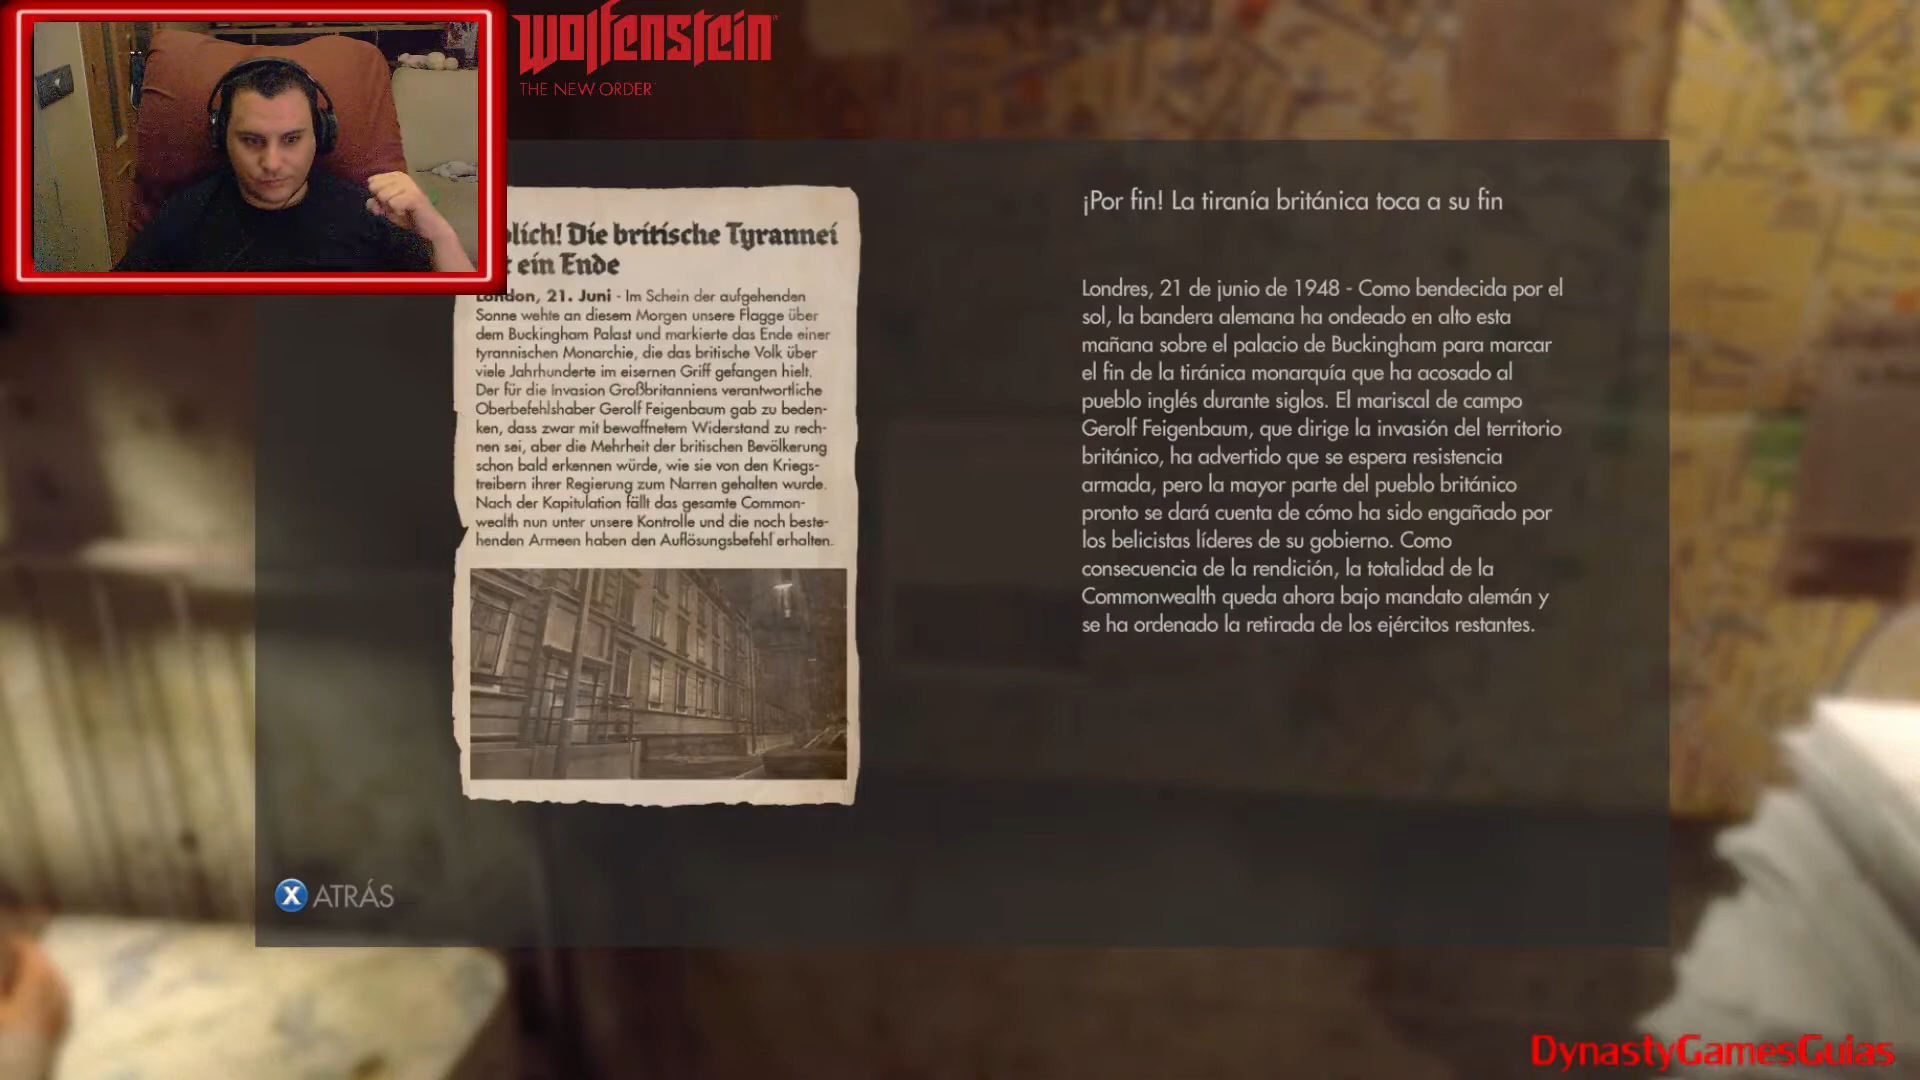 Wolfenstein
THE NEW ORDER
lich! Die britische Tyrannei
ein Ende
London, 21. Juni - Im Schein der aufgehenden
Sonne wehte an diesem Morgen unsere Flagge über
dem Buckingham Palast und markierte das Ende einer
tyrannischen Monarchie, die das britische Volk über
viele Jahrhunderte im eisernen Griff gefangen hielt.
Der für die Invasion Großbritanniens verantwortliche
Oberbefehlshaber Gerolf Feigenbaum gab zu beden-
ken, dass zwar mit bewaffnetem Widerstand zu rech-
nen sei, aber die Mehrheit der britischen Bevölkerung
schon bald erkennen würde, wie sie von den Kriegs-
treibern ihrer Regierung zum Narren gehalten wurde.
Nach der Kapitulation fällt das gesamte Common-
wealth nun unter unsere Kontrolle und die noch beste-
henden Armeen haben den Auflösungsbefehl erhalten.
¡Por fin! La tiranía británica toca a su fin
Londres, 21 de junio de 1948 - Como bendecida por el
sol, la bandera alemana ha ondeado en alto esta
mañana sobre el palacio de Buckingham para marcar
el fin de la tiránica monarquía que ha acosado al
pueblo inglés durante siglos. El mariscal de campo
Gerolf Feigenbaum, que dirige la invasión del territorio
británico, ha advertido que se espera resistencia
armada, pero la mayor parte del pueblo británico
pronto se dará cuenta de cómo ha sido engañado por
los belicistas líderes de su gobierno. Como
consecuencia de la rendición, la totalidad de la
Commonwealth queda ahora bajo mandato alemán y
se ha ordenado la retirada de los ejércitos restantes.
X ATRÁS
DynastyGamesGuias